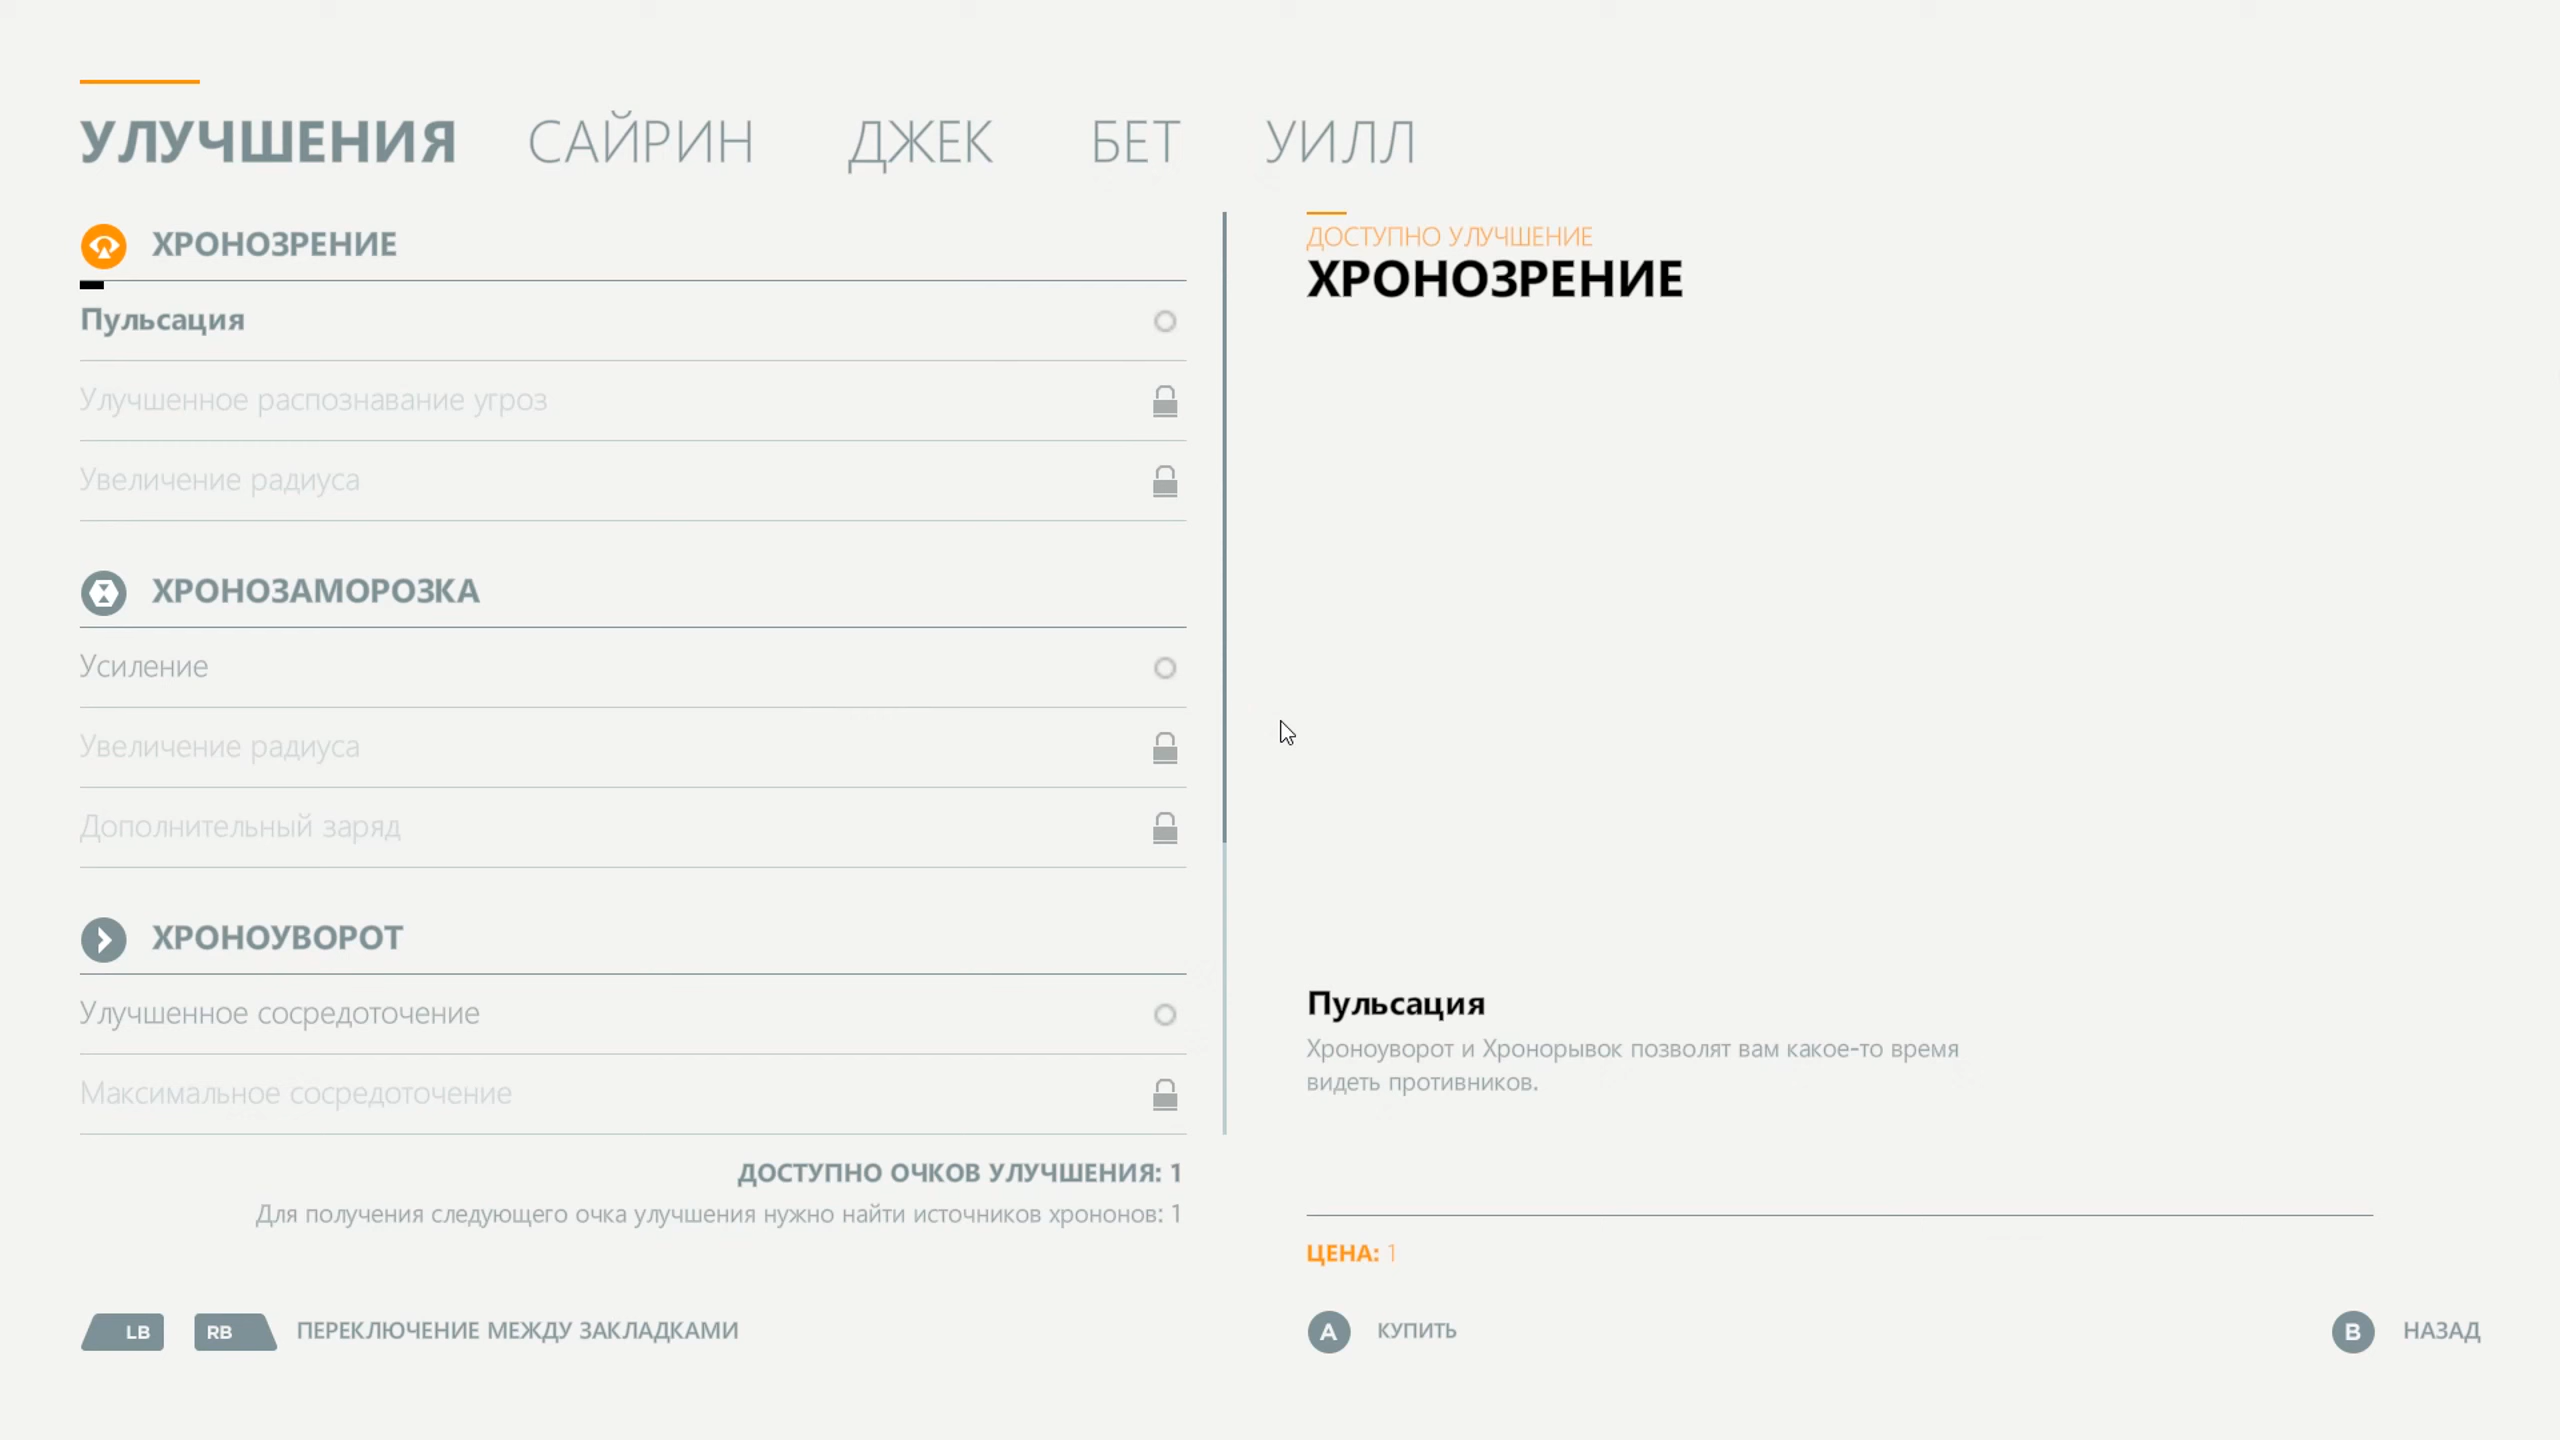 УЛУЧШЕНИЯ САЙРИН ДЖЕК БЕТ УИЛЛ
ХРОНОЗРЕНИЕ
Пульсация
Улучшенное распознавание угроз
Увеличение радиуса
ХРОНОЗАМОРОЗКА
Усиление
Увеличение радиуса
Дополнительный заряд
ХРОНОУВОРОТ
Улучшенное сосредоточение
Максимальное сосредоточение
ДОСТУПНО ОЧКОВ УЛУЧШЕНИЯ: 1
Для получения следующего очка улучшения нужно найти источников хрононов: 1
ДОСТУПНО УЛУЧШЕНИЕ
ХРОНОЗРЕНИЕ
Пульсация
Хроноуворот и Хронорывок позволят вам какое-то время
видеть противников.
ЦЕНА: 1
LB RB ПЕРЕКЛЮЧЕНИЕ МЕЖДУ ЗАКЛАДКАМИ
A КУПИТЬ
B НАЗАД